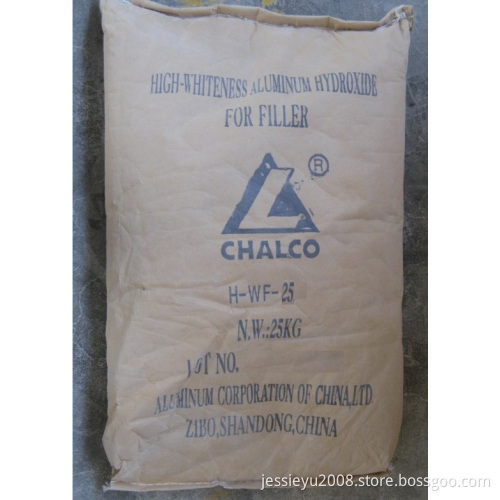 HIGH-WHITENESS ALUMINUM HYDROXIDE
FOR FILLER
®
CHALCO
H-WF-25
N.W.:25KG
LOT NO.
ALUMINUM CORPORATION OF CHINA,LTD
ZIBO,SHANDONG,CHINA
jessieyu2008.store.bossgoo.com